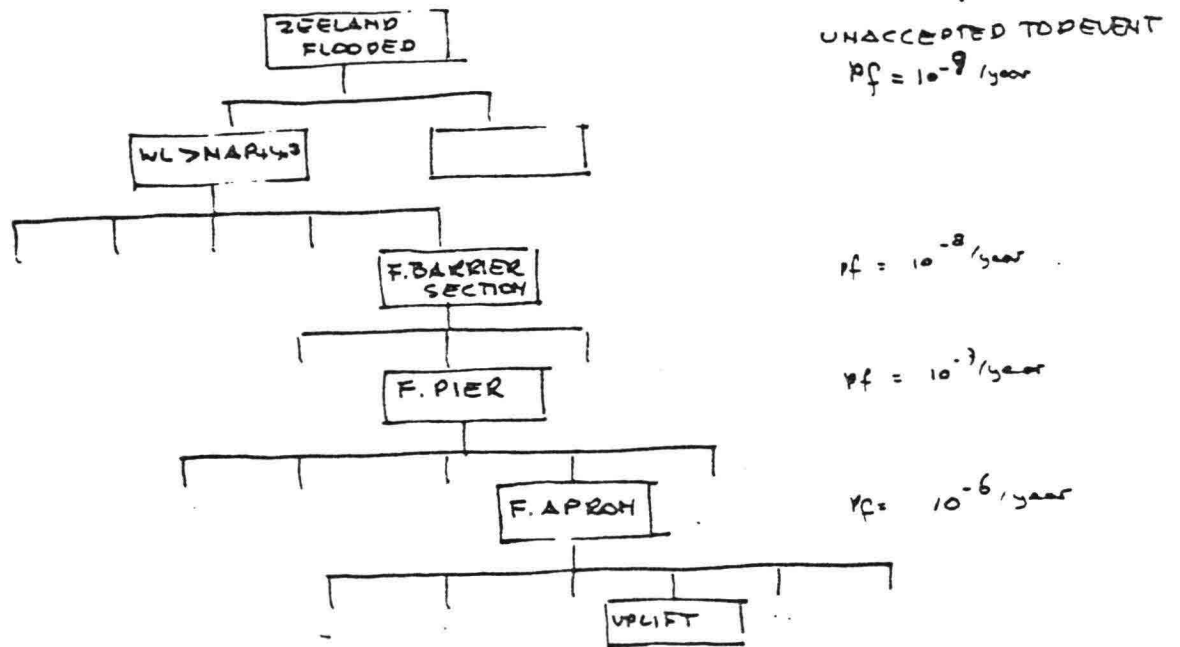 ZEELAND
FLOODED
UNACCEPTED TOPEVENT
pf = 10⁻⁹ /year
WL > NAP+4.3
F. BARRIER
SECTION
pf = 10⁻⁸ /year
F. PIER
pf = 10⁻⁷ /year
F. APRON
pf = 10⁻⁶ /year
UPLIFT